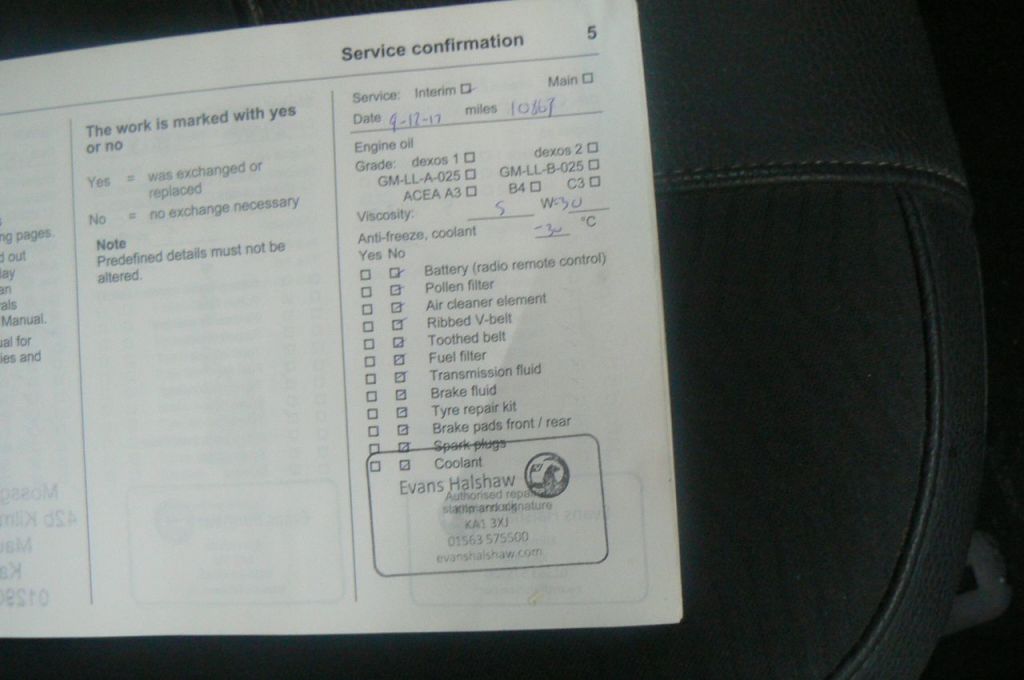 Service confirmation 5
ng pages.
d out
lay
an
als
Manual.
ual for
ies and
The work is marked with yes
or no
Yes = was exchanged or
replaced
No = no exchange necessary
Note
Predefined details must not be
altered.
Service: Interim Main
Date 9-12-17 miles 10867
Engine oil
Grade: dexos 1 dexos 2
GM-LL-A-025 GM-LL-B-025
ACEA A3 B4 C3
Viscosity: 5 W-30
Anti-freeze, coolant -30 °C
Yes No
Battery (radio remote control)
Pollen filter
Air cleaner element
Ribbed V-belt
Toothed belt
Fuel filter
Transmission fluid
Brake fluid
Tyre repair kit
Brake pads front / rear
Spark plugs
Coolant
Evans Halshaw
Authorised repa
stamp and signature
KA1 3XJ
01563 575500
evanshalshaw.com